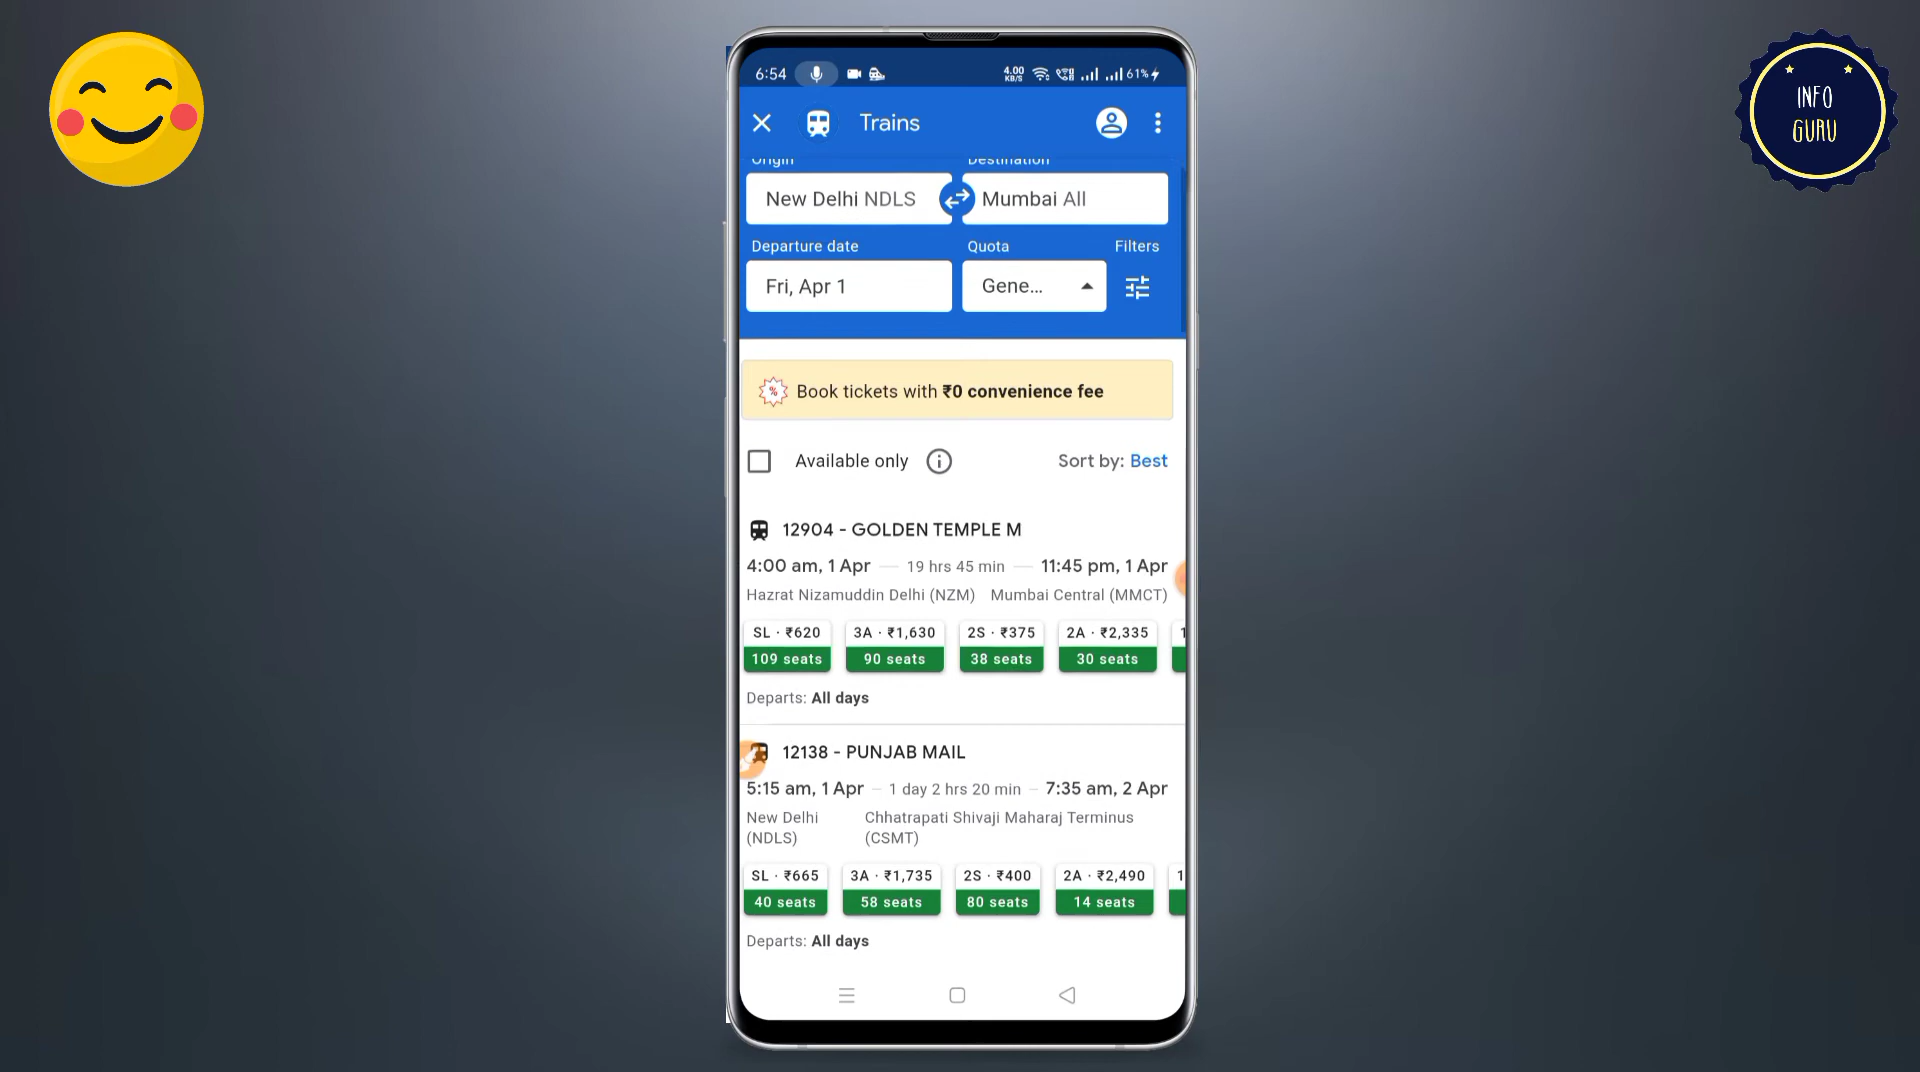 INFO
GURU
6:54
4.00
KB/S
61%
Trains
Origin
Destination
New Delhi NDLS
Mumbai All
Departure date
Quota
Filters
Fri, Apr 1
Gene...
% Book tickets with ₹0 convenience fee
Available only
Sort by: Best
12904 - GOLDEN TEMPLE M
4:00 am, 1 Apr — 19 hrs 45 min — 11:45 pm, 1 Apr
Hazrat Nizamuddin Delhi (NZM)
Mumbai Central (MMCT)
SL · ₹620
3A · ₹1,630
2S · ₹375
2A · ₹2,335
1
109 seats
90 seats
38 seats
30 seats
Departs: All days
12138 - PUNJAB MAIL
5:15 am, 1 Apr — 1 day 2 hrs 20 min — 7:35 am, 2 Apr
New Delhi
(NDLS)
Chhatrapati Shivaji Maharaj Terminus
(CSMT)
SL · ₹665
3A · ₹1,735
2S · ₹400
2A · ₹2,490
1
40 seats
58 seats
80 seats
14 seats
Departs: All days